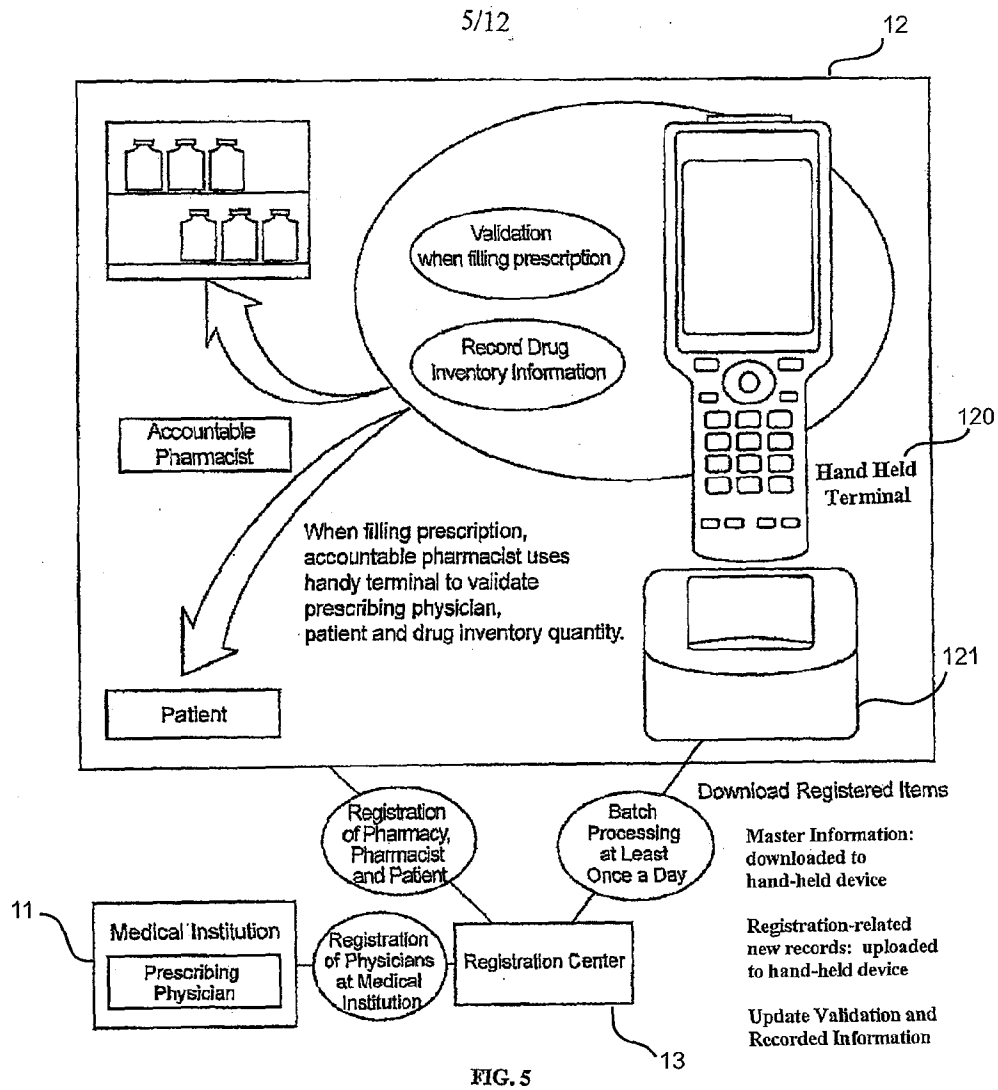 5/12
12
Validation
when filling prescription
Record Drug
Inventory Information
Accountable
Pharmacist
120
Hand Held
Terminal
When filling prescription,
accountable pharmacist uses
handy terminal to validate
prescribing physician,
patient and drug inventory quantity.
121
Patient
Download Registered Items
Registration
of Pharmacy,
Pharmacist
and Patient
Batch
Processing
at Least
Once a Day
Master Information:
downloaded to
hand-held device
11
Medical Institution
Prescribing
Physician
Registration
of Physicians
at Medical
Institution
Registration Center
Registration-related
new records: uploaded
to hand-held device
Update Validation and
Recorded Information
13
FIG. 5